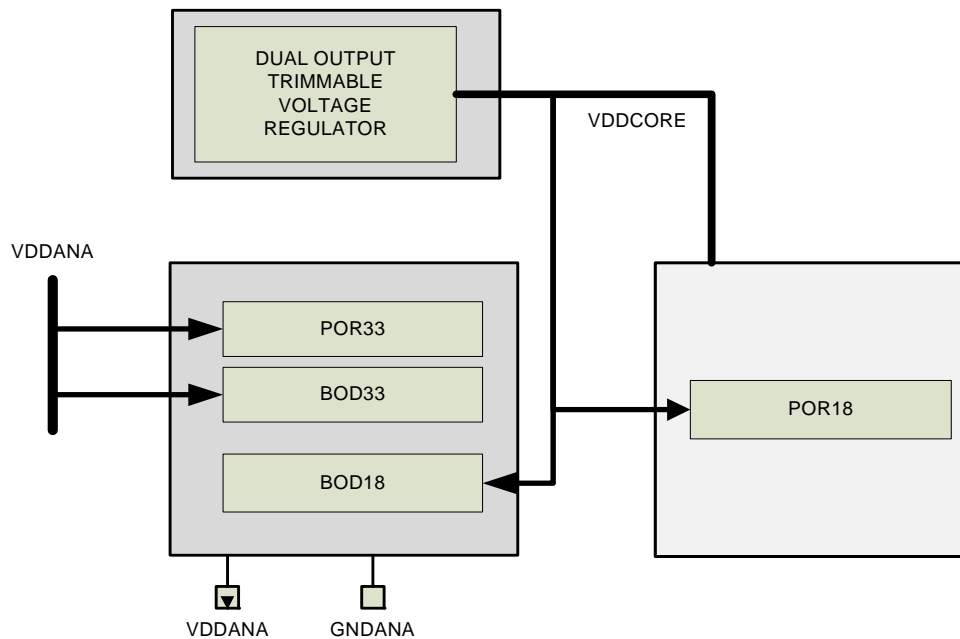 DUAL OUTPUT
TRIMMABLE
VOLTAGE
REGULATOR
VDDCORE
VDDANA
POR33
BOD33
POR18
BOD18
VDDANA
GNDANA